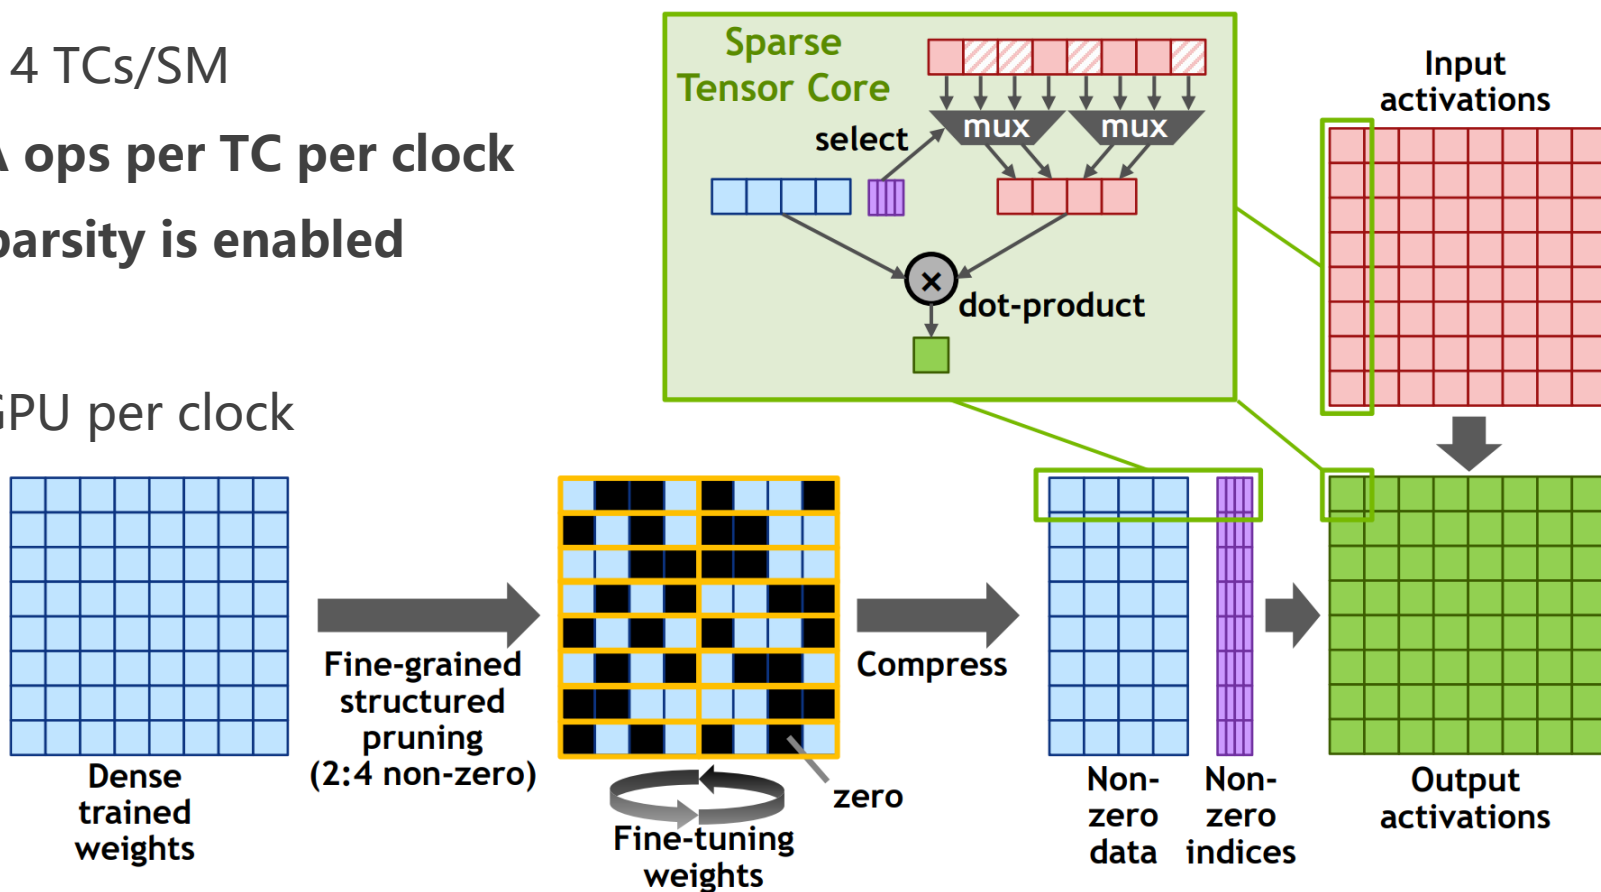 4 TCs/SM
A ops per TC per clock
parsity is enabled
GPU per clock
Sparse
Tensor Core
select
mux
mux
×
dot-product
Input
activations
Dense
trained
weights
Fine-grained
structured
pruning
(2:4 non-zero)
zero
Fine-tuning
weights
Compress
Non-
zero
data
Non-
zero
indices
Output
activations